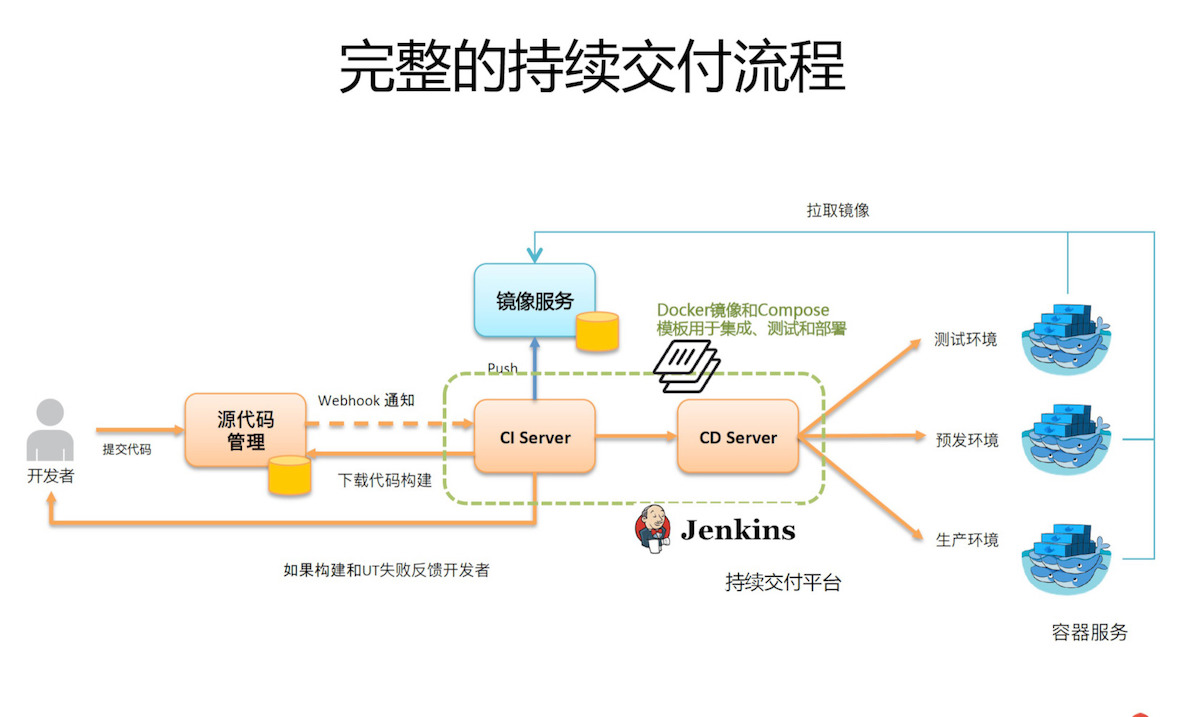 完整的持续交付流程
拉取镜像
镜像服务
Docker镜像和Compose
模板用于集成、测试和部署
Push
测试环境
源代码
管理
Webhook 通知
CI Server
CD Server
预发环境
提交代码
开发者
下载代码构建
Jenkins
生产环境
如果构建和UT失败反馈开发者
持续交付平台
容器服务